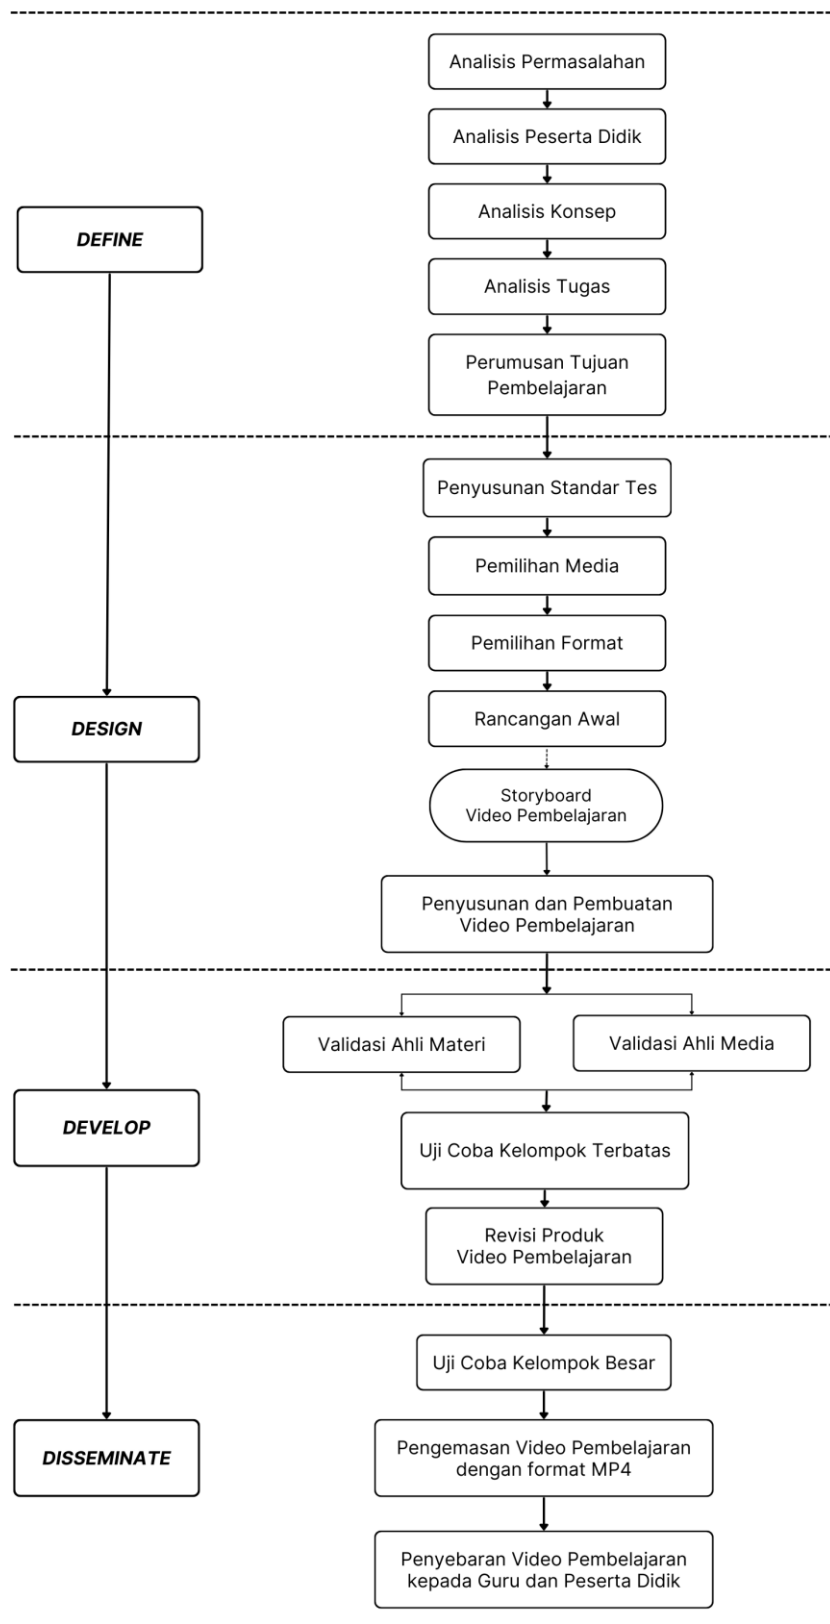 Analisis Permasalahan
Analisis Peserta Didik
Analisis Konsep
DEFINE
Analisis Tugas
Perumusan Tujuan
Pembelajaran
Penyusunan Standar Tes
Pemilihan Media
Pemilihan Format
Rancangan Awal
DESIGN
Storyboard
Video Pembelajaran
Penyusunan dan Pembuatan
Video Pembelajaran
Validasi Ahli Materi
Validasi Ahli Media
DEVELOP
Uji Coba Kelompok Terbatas
Revisi Produk
Video Pembelajaran
Uji Coba Kelompok Besar
DISSEMINATE
Pengemasan Video Pembelajaran
dengan format MP4
Penyebaran Video Pembelajaran
kepada Guru dan Peserta Didik